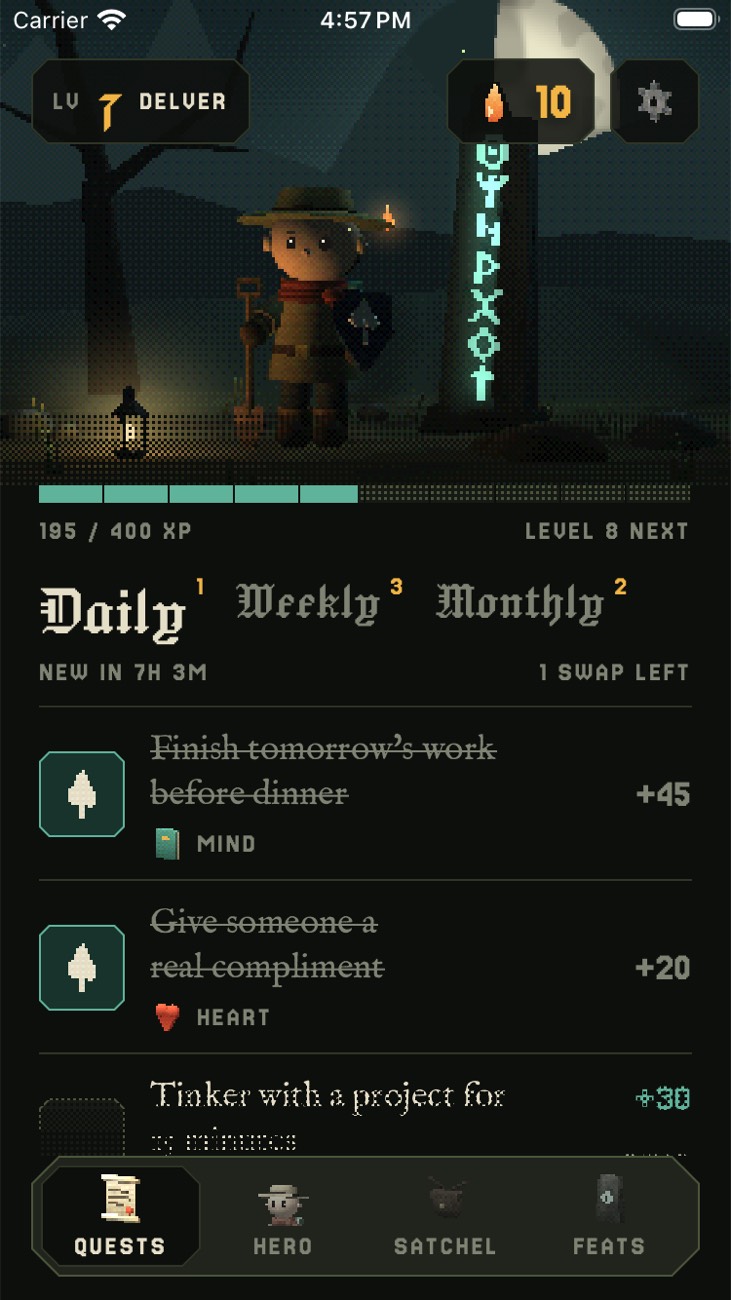 Carrier 4:57 PM
LV 7 DELVER
10
195 / 400 XP
LEVEL 8 NEXT
Daily 1
Weekly 3
Monthly 2
NEW IN 7H 3M
1 SWAP LEFT
Finish tomorrow's work
before dinner
+45
MIND
Give someone a
real compliment
+20
HEART
Tinker with a project for
+30
minutes
QUESTS
HERO
SATCHEL
FEATS